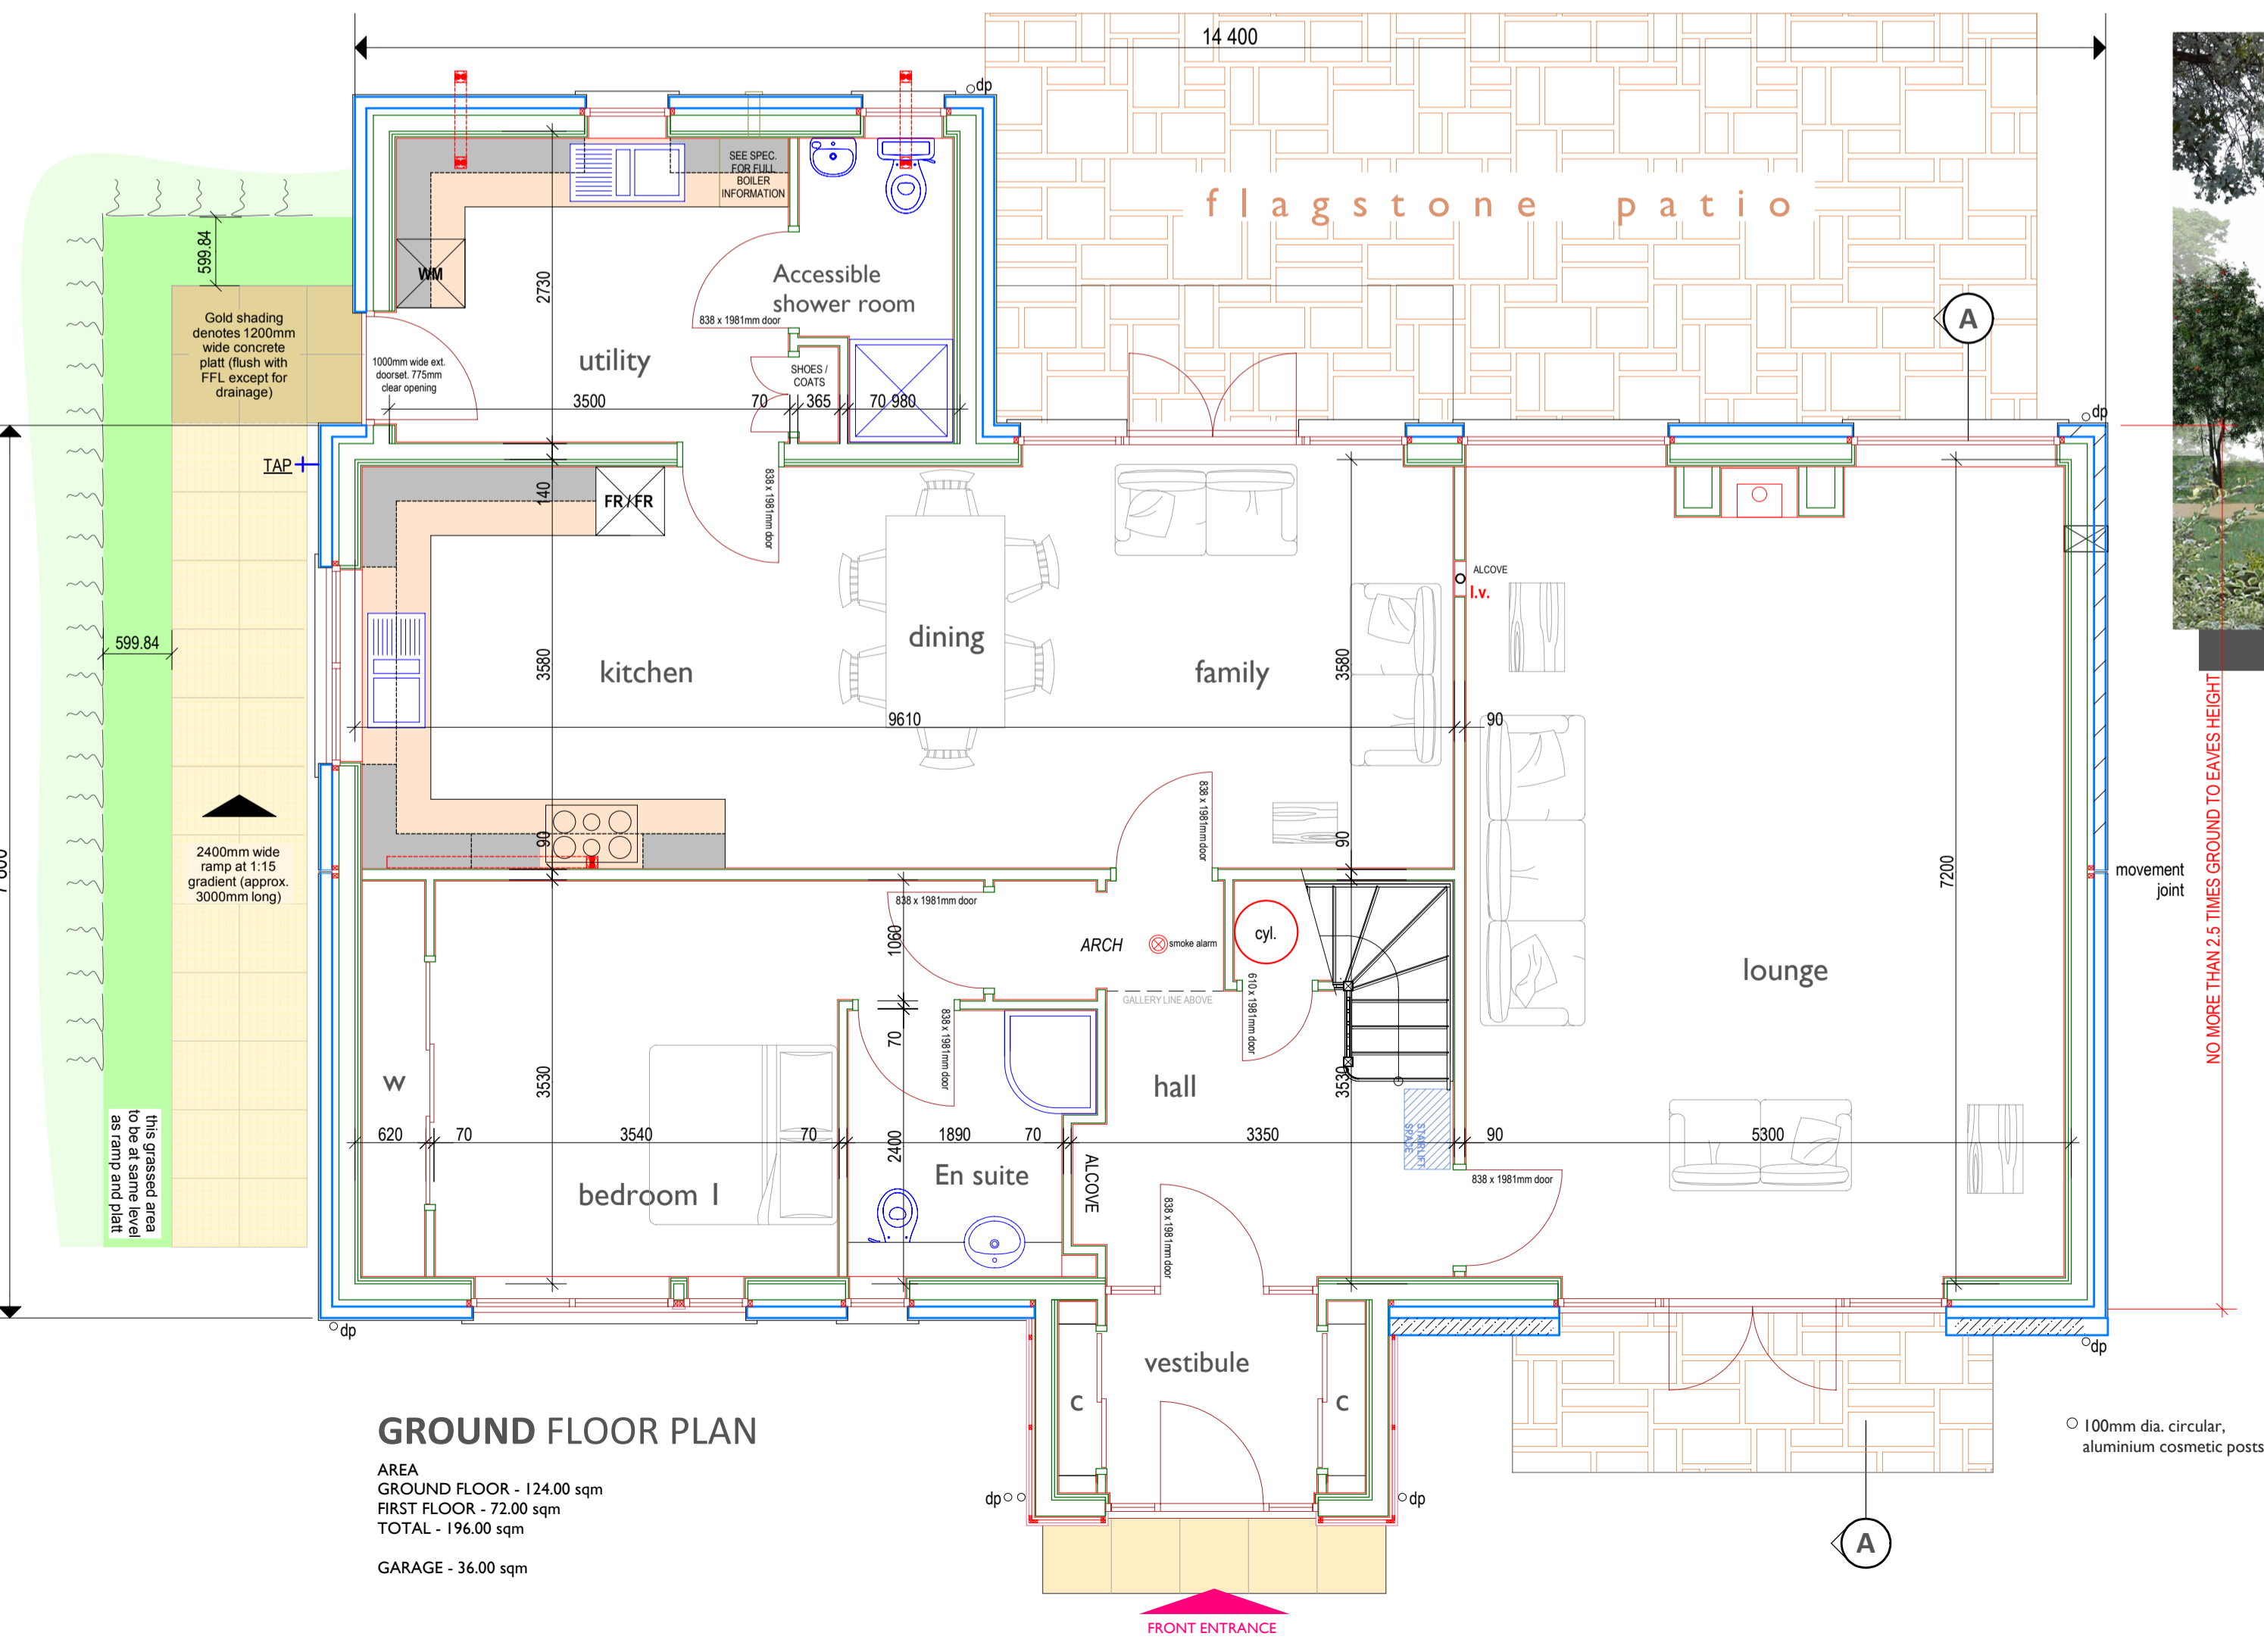 14 400
dp
flagstone patio
SEE SPEC.
FOR FULL
BOILER
INFORMATION
599.84
WM
2730
Accessible
shower room
838 x 1981mm door
A
Gold shading
denotes 1200mm
wide concrete
platt (flush with
FFL except for
drainage)
1000mm wide ext.
doorset. 775mm
clear opening
utility
SHOES /
COATS
3500
70
365
70
980
dp
TAP
140
FR / FR
838 x 1981mm door
ALCOVE
l.v.
599.84
3580
kitchen
dining
family
3580
9610
90
NO MORE THAN 2.5 TIMES GROUND TO EAVES HEIGHT
90
838 x 1981mm door
90
2400mm wide
ramp at 1:15
gradient (approx.
3000mm long)
7200
movement
joint
838 x 1981mm door
1060
ARCH
smoke alarm
cyl.
lounge
GALLERY LINE ABOVE
610 x 1981mm door
70
838 x 1981mm door
w
3530
hall
3530
this grassed area
to be at same level
as ramp and platt
620
70
3540
70
2400
1890
70
3350
STAIRLIFT
SPACE
90
5300
bedroom 1
En suite
ALCOVE
838 x 1981mm door
838 x 1981mm door
dp
vestibule
dp
C
C
GROUND FLOOR PLAN
AREA
GROUND FLOOR - 124.00 sqm
FIRST FLOOR - 72.00 sqm
TOTAL - 196.00 sqm
GARAGE - 36.00 sqm
dp
dp
100mm dia. circular,
aluminium cosmetic posts
A
FRONT ENTRANCE